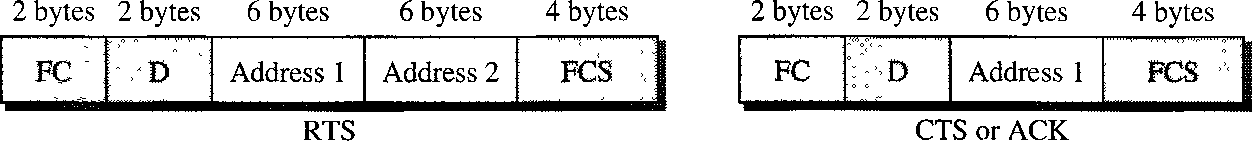 2 bytes 2 bytes 6 bytes 6 bytes 4 bytes 2 bytes 2 bytes 6 bytes 4 bytes
FC D Address 1 Address 2 FCS FC D Address 1 FCS
RTS CTS or ACK